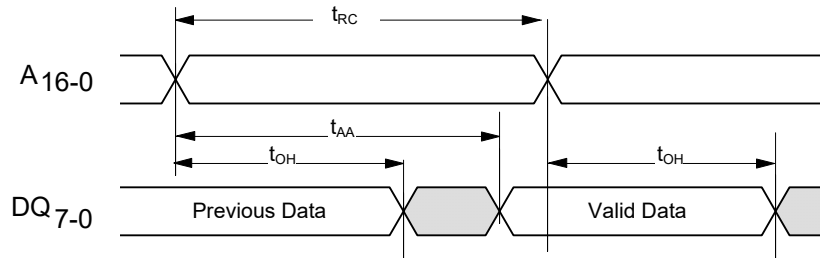 tRC
A16-0
tAA
tOH
tOH
DQ7-0
Previous Data
Valid Data